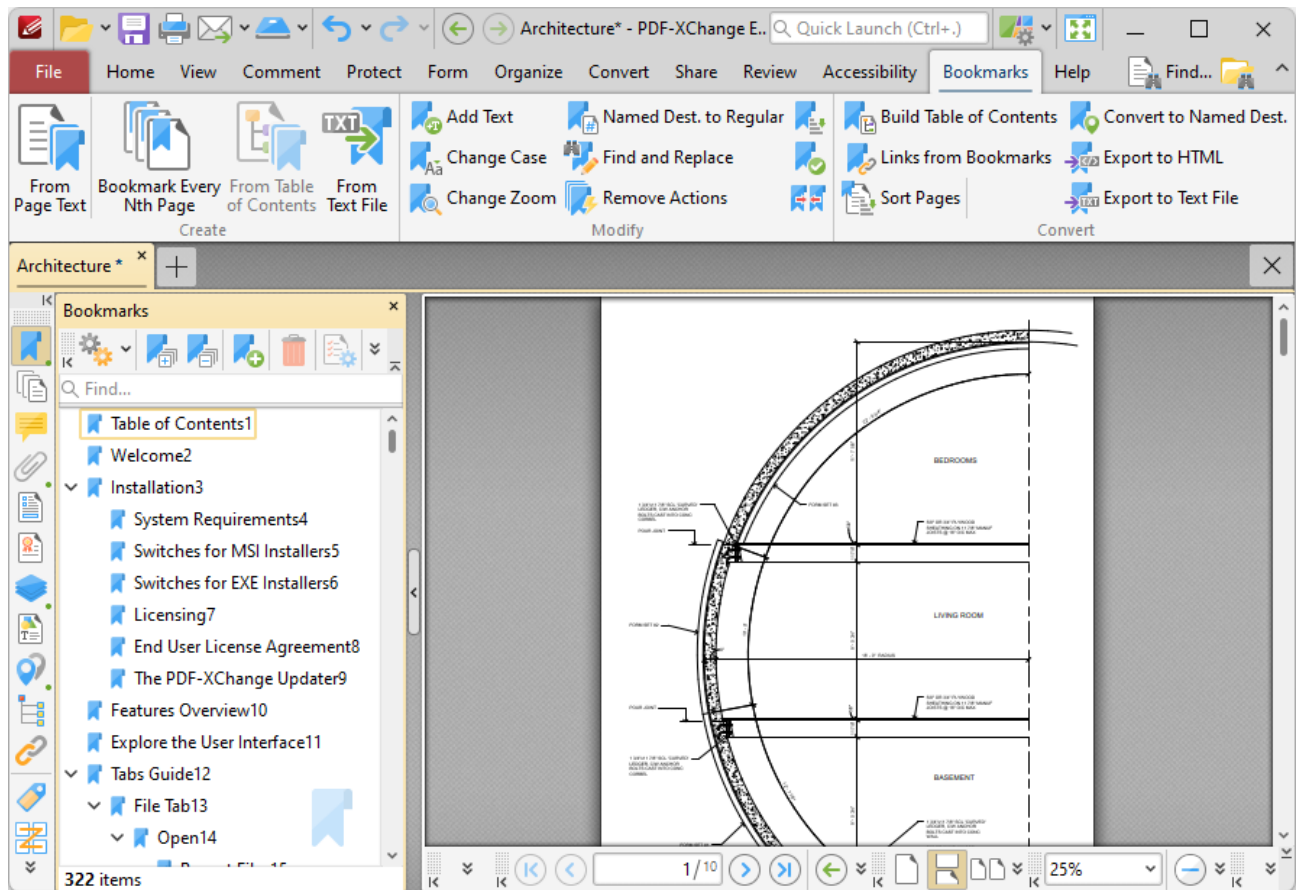 Architecture* - PDF-XChange E.. Quick Launch (Ctrl+.)
File Home View Comment Protect Form Organize Convert Share Review Accessibility Bookmarks Help Find...
From Page Text
Bookmark Every Nth Page
From Table of Contents
TXT
From Text File
Create
Add Text
Change Case
Change Zoom
Named Dest. to Regular
Find and Replace
Remove Actions
Modify
Build Table of Contents
Links from Bookmarks
Sort Pages
Convert to Named Dest.
Export to HTML
Export to Text File
Convert
Architecture *
Bookmarks
Find...
Table of Contents1
Welcome2
Installation3
System Requirements4
Switches for MSI Installers5
Switches for EXE Installers6
Licensing7
End User License Agreement8
The PDF-XChange Updater9
Features Overview10
Explore the User Interface11
Tabs Guide12
File Tab13
Open14
322 items
BEDROOMS
POUR JOINT
LIVING ROOM
POUR JOINT
BASEMENT
1/10
25%